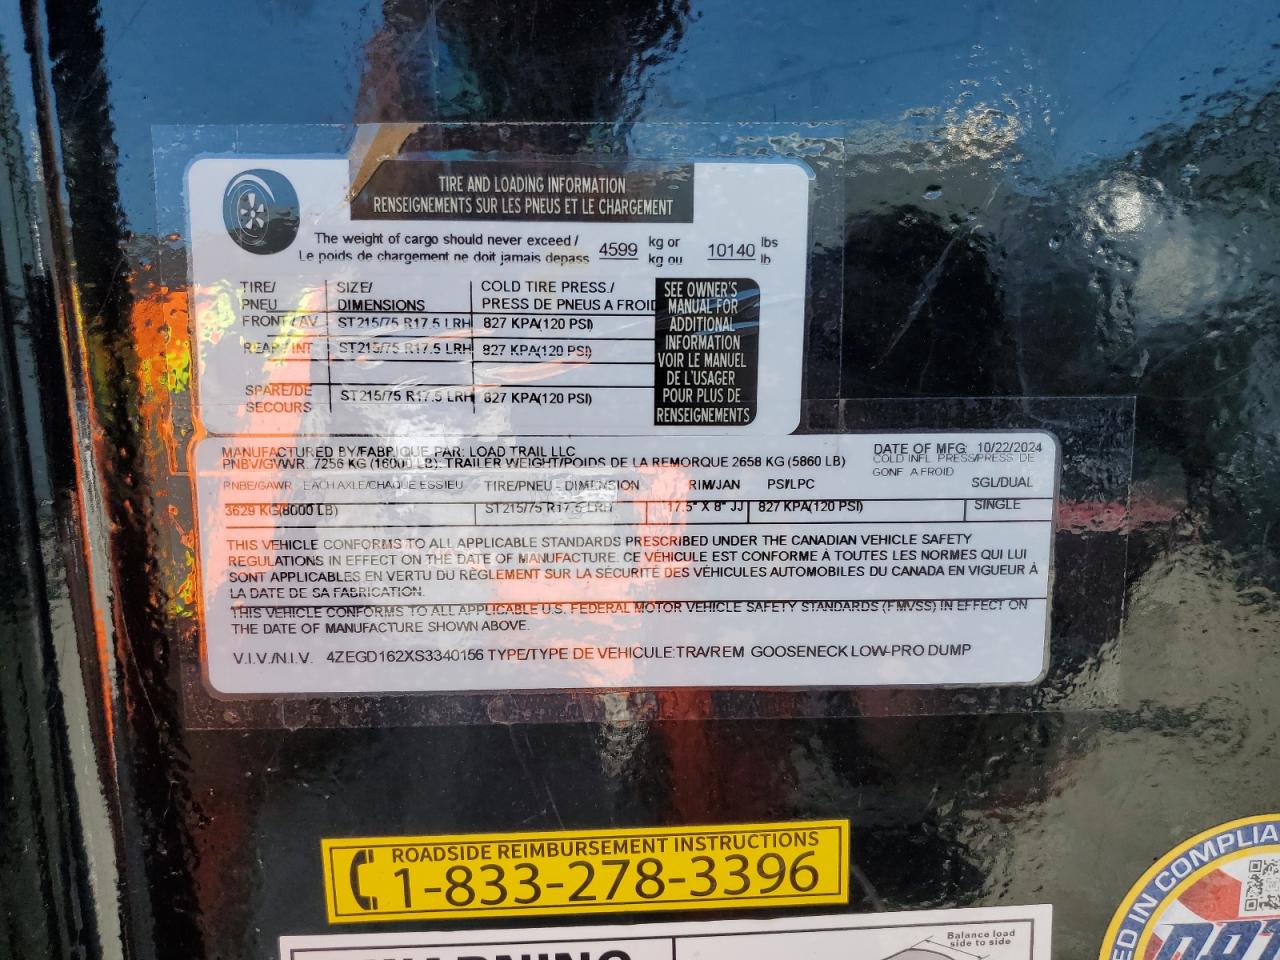 TIRE AND LOADING INFORMATION
RENSEIGNEMENTS SUR LES PNEUS ET LE CHARGEMENT
The weight of cargo should never exceed / 4599 kg or 10140 lbs
Le poids de chargement ne doit jamais depass kg ou lb
TIRE/ SIZE/ COLD TIRE PRESS./
PNEU DIMENSIONS PRESS DE PNEUS A FROID
FRONT / AV ST215/75 R17.5 LRH 827 KPA(120 PSI)
REAR / INT ST215/75 R17.5 LRH 827 KPA(120 PSI)
SPARE/DE ST215/75 R17.5 LRH 827 KPA(120 PSI)
SECOURS
SEE OWNER'S
MANUAL FOR
ADDITIONAL
INFORMATION
VOIR LE MANUEL
DE L'USAGER
POUR PLUS DE
RENSEIGNEMENTS
MANUFACTURED BY/FABRIQUE PAR: LOAD TRAIL LLC DATE OF MFG. 10/22/2024
PNBV/GVWR. 7256 KG (16000 LB); TRAILER WEIGHT/POIDS DE LA REMORQUE 2658 KG (5860 LB) COLD INFL. PRESS/PRESS. DE
GONF A FROID
PNBE/GAWR EACH AXLE/CHAQUE ESSIEU TIRE/PNEU - DIMENSION RIM/JAN PSI/LPC SGL/DUAL
3629 KG(8000 LB) ST215/75 R17.5 LRH 17.5" X 8" JJ 827 KPA(120 PSI) SINGLE
THIS VEHICLE CONFORMS TO ALL APPLICABLE STANDARDS PRESCRIBED UNDER THE CANADIAN VEHICLE SAFETY
REGULATIONS IN EFFECT ON THE DATE OF MANUFACTURE. CE VÉHICULE EST CONFORME À TOUTES LES NORMES QUI LUI
SONT APPLICABLES EN VERTU DU RÈGLEMENT SUR LA SÉCURITÉ DES VÉHICULES AUTOMOBILES DU CANADA EN VIGUEUR À
LA DATE DE SA FABRICATION.
THIS VEHICLE CONFORMS TO ALL APPLICABLE U.S. FEDERAL MOTOR VEHICLE SAFETY STANDARDS (FMVSS) IN EFFECT ON
THE DATE OF MANUFACTURE SHOWN ABOVE.
V.I.V./N.I.V. 4ZEGD162XS3340156 TYPE/TYPE DE VEHICULE:TRA/REM GOOSENECK LOW-PRO DUMP
ROADSIDE REIMBURSEMENT INSTRUCTIONS
1-833-278-3396
WARNING
Balance load
side to side
ED IN COMPLIA